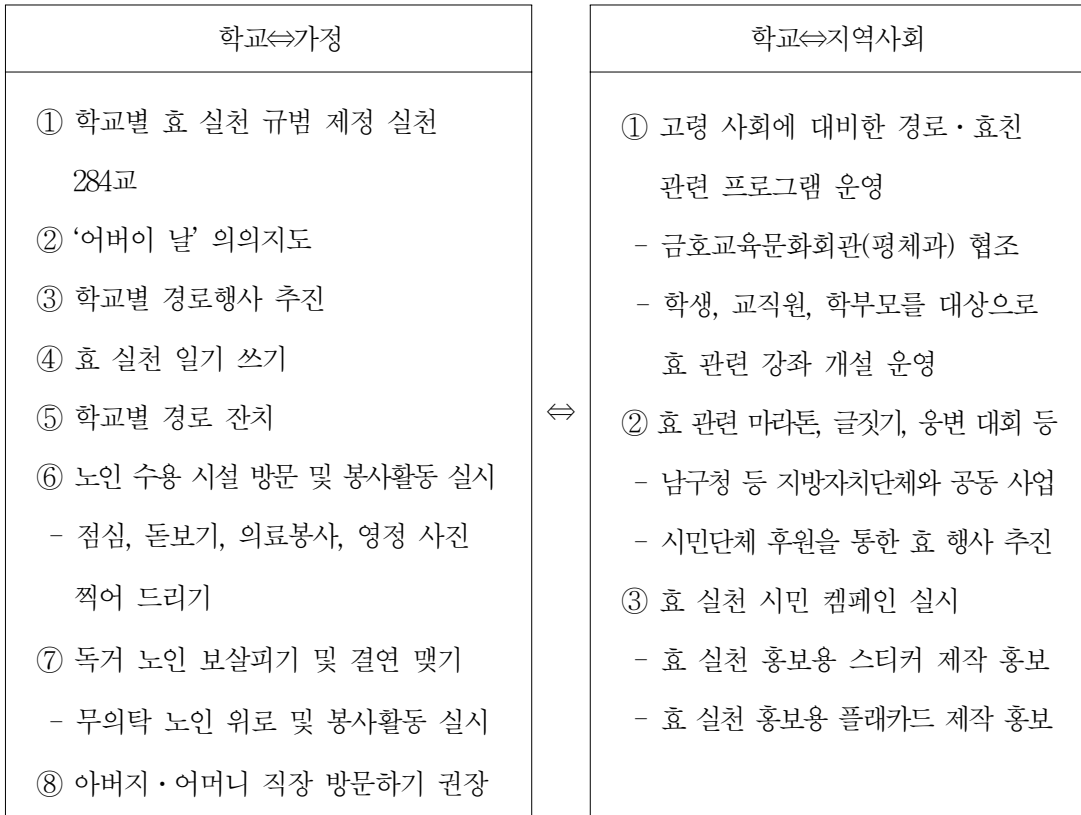 학교⇔가정
① 학교별 효 실천 규범 제정 실천
284교
② ‘어버이 날’ 의의지도
③ 학교별 경로행사 추진
④ 효 실천 일기 쓰기
⑤ 학교별 경로 잔치
⑥ 노인 수용 시설 방문 및 봉사활동 실시
- 점심, 돋보기, 의료봉사, 영정 사진
찍어 드리기
⑦ 독거 노인 보살피기 및 결연 맺기
- 무의탁 노인 위로 및 봉사활동 실시
⑧ 아버지・어머니 직장 방문하기 권장
⇔
학교⇔지역사회
① 고령 사회에 대비한 경로・효친
관련 프로그램 운영
- 금호교육문화회관(평체과) 협조
- 학생, 교직원, 학부모를 대상으로
효 관련 강좌 개설 운영
② 효 관련 마라톤, 글짓기, 웅변 대회 등
- 남구청 등 지방자치단체와 공동 사업
- 시민단체 후원을 통한 효 행사 추진
③ 효 실천 시민 켐페인 실시
- 효 실천 홍보용 스티커 제작 홍보
- 효 실천 홍보용 플래카드 제작 홍보